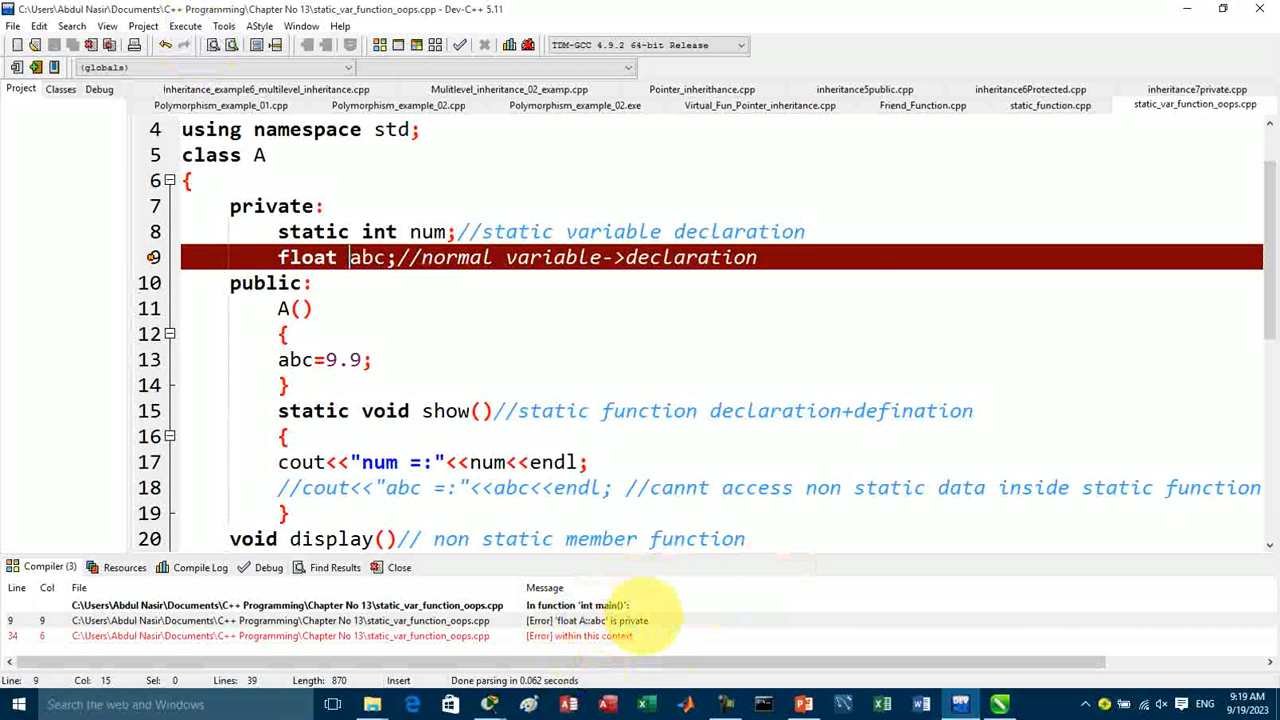 C:\Users\Abdul Nasir\Documents\C++ Programming\Chapter No 13\static_var_function_oops.cpp - Dev-C++ 5.11
File Edit Search View Project Execute Tools AStyle Window Help
TDM-GCC 4.9.2 64-bit Release
(globals)
Project Classes Debug
Inheritance_example6_multilevel_inheritance.cpp Mulitlevel_inheritance_02_examp.cpp Pointer_inherithance.cpp inheritance5public.cpp inheritance6Protected.cpp inheritance7private.cpp
Polymorphism_example_01.cpp Polymorphism_example_02.cpp Polymorphism_example_02.exe Virtual_Fun_Pointer_inheritance.cpp Friend_Function.cpp static_function.cpp static_var_function_oops.cpp
4 using namespace std;
5 class A
6 {
7 private:
8 static int num;//static variable declaration
9 float abc;//normal variable->declaration
10 public:
11 A()
12 {
13 abc=9.9;
14 }
15 static void show()//static function declaration+defination
16 {
17 cout<<"num =:"<<num<<endl;
18 //cout<<"abc =:"<<abc<<endl; //cannt access non static data inside static function
19 }
20 void display()// non static member function
Compiler (3) Resources Compile Log Debug Find Results Close
Line Col File Message
C:\Users\Abdul Nasir\Documents\C++ Programming\Chapter No 13\static_var_function_oops.cpp In function 'int main()':
9 9 C:\Users\Abdul Nasir\Documents\C++ Programming\Chapter No 13\static_var_function_oops.cpp [Error] 'float A::abc' is private
34 6 C:\Users\Abdul Nasir\Documents\C++ Programming\Chapter No 13\static_var_function_oops.cpp [Error] within this context
Line: 9 Col: 15 Sel: 0 Lines: 39 Length: 870 Insert Done parsing in 0.062 seconds
Search the web and Windows
ENG
9:19 AM
9/19/2023